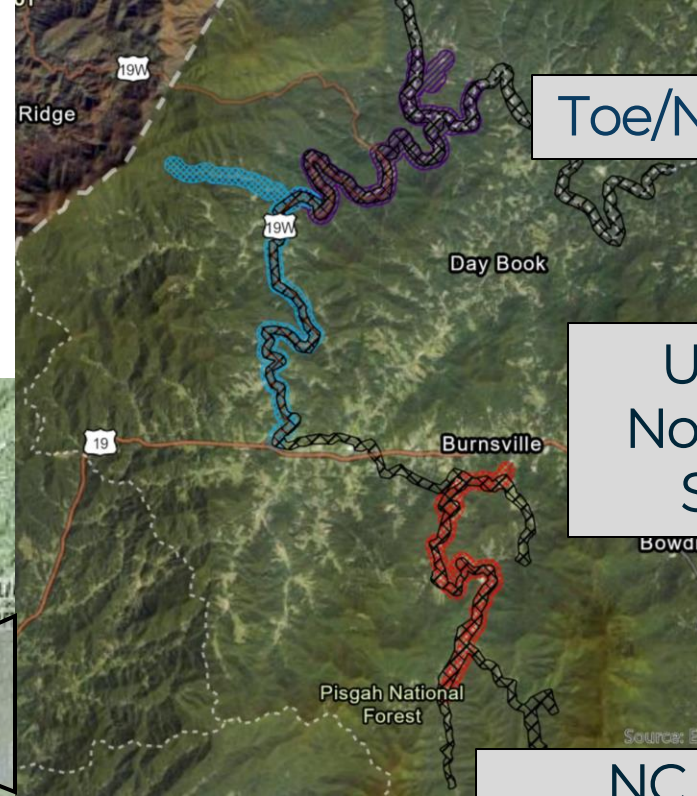 19W
Ridge
Toe/N
19W
Day Book
U
No
S
19
Burnsville
Bowd
Pisgah National
Forest
Source: E
NC